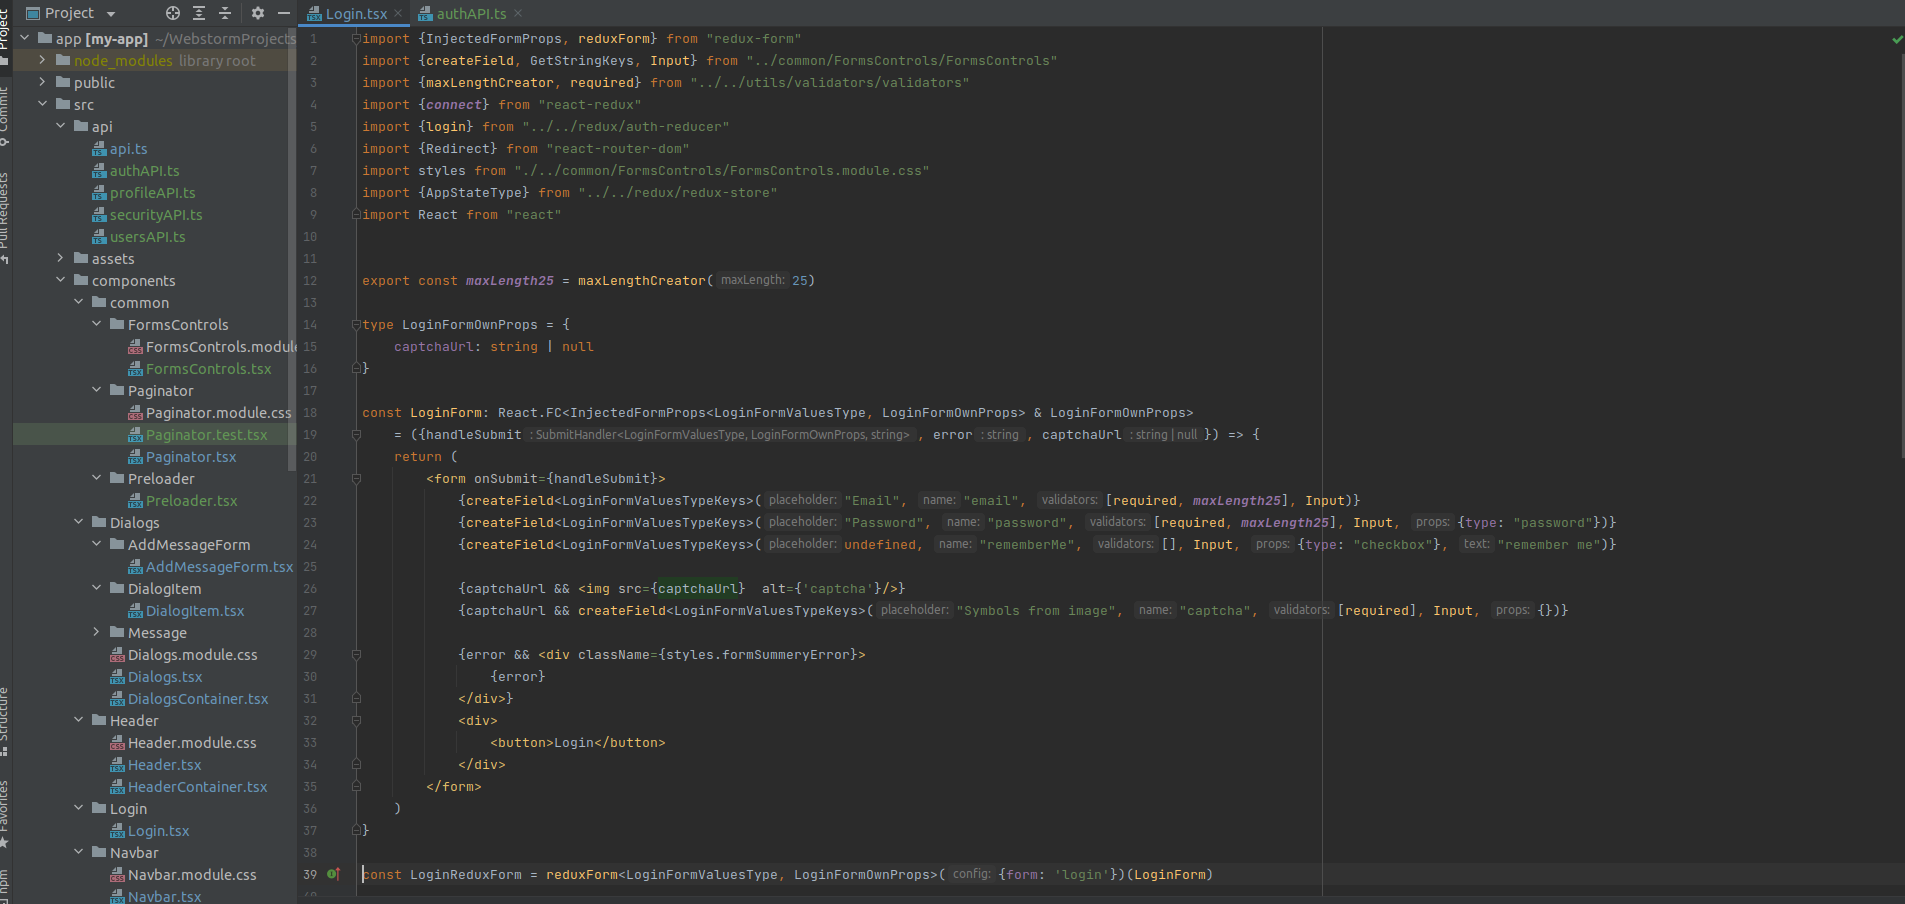 Project
Login.tsx
authAPI.ts
Project
Commit
Pull Requests
Structure
Favorites
npm
app [my-app] ~/WebstormProjects
node_modules library root
public
src
api
api.ts
authAPI.ts
profileAPI.ts
securityAPI.ts
usersAPI.ts
assets
components
common
FormsControls
FormsControls.module
FormsControls.tsx
Paginator
Paginator.module.css
Paginator.test.tsx
Paginator.tsx
Preloader
Preloader.tsx
Dialogs
AddMessageForm
AddMessageForm.tsx
DialogItem
DialogItem.tsx
Message
Dialogs.module.css
Dialogs.tsx
DialogsContainer.tsx
Header
Header.module.css
Header.tsx
HeaderContainer.tsx
Login
Login.tsx
Navbar
Navbar.module.css
Navbar.tsx
1 import {InjectedFormProps, reduxForm} from "redux-form"
2 import {createField, GetStringKeys, Input} from "../common/FormsControls/FormsControls"
3 import {maxLengthCreator, required} from "../../utils/validators/validators"
4 import {connect} from "react-redux"
5 import {login} from "../../redux/auth-reducer"
6 import {Redirect} from "react-router-dom"
7 import styles from "./../common/FormsControls/FormsControls.module.css"
8 import {AppStateType} from "../../redux/redux-store"
9 import React from "react"
10
11
12 export const maxLength25 = maxLengthCreator( maxLength: 25)
13
14 type LoginFormOwnProps = {
15 captchaUrl: string | null
16 }
17
18 const LoginForm: React.FC<InjectedFormProps<LoginFormValuesType, LoginFormOwnProps> & LoginFormOwnProps>
19 = ({handleSubmit : SubmitHandler<LoginFormValuesType, LoginFormOwnProps, string> , error : string , captchaUrl : string | null }) => {
20 return (
21 <form onSubmit={handleSubmit}>
22 {createField<LoginFormValuesTypeKeys>( placeholder: "Email", name: "email", validators: [required, maxLength25], Input)}
23 {createField<LoginFormValuesTypeKeys>( placeholder: "Password", name: "password", validators: [required, maxLength25], Input, props: {type: "password"})}
24 {createField<LoginFormValuesTypeKeys>( placeholder: undefined, name: "rememberMe", validators: [], Input, props: {type: "checkbox"}, text: "remember me")}
25
26 {captchaUrl && <img src={captchaUrl} alt={'captcha'}/>}
27 {captchaUrl && createField<LoginFormValuesTypeKeys>( placeholder: "Symbols from image", name: "captcha", validators: [required], Input, props: {})}
28
29 {error && <div className={styles.formSummeryError}>
30 {error}
31 </div>}
32 <div>
33 <button>Login</button>
34 </div>
35 </form>
36 )
37 }
38
39 const LoginReduxForm = reduxForm<LoginFormValuesType, LoginFormOwnProps>( config: {form: 'login'})(LoginForm)